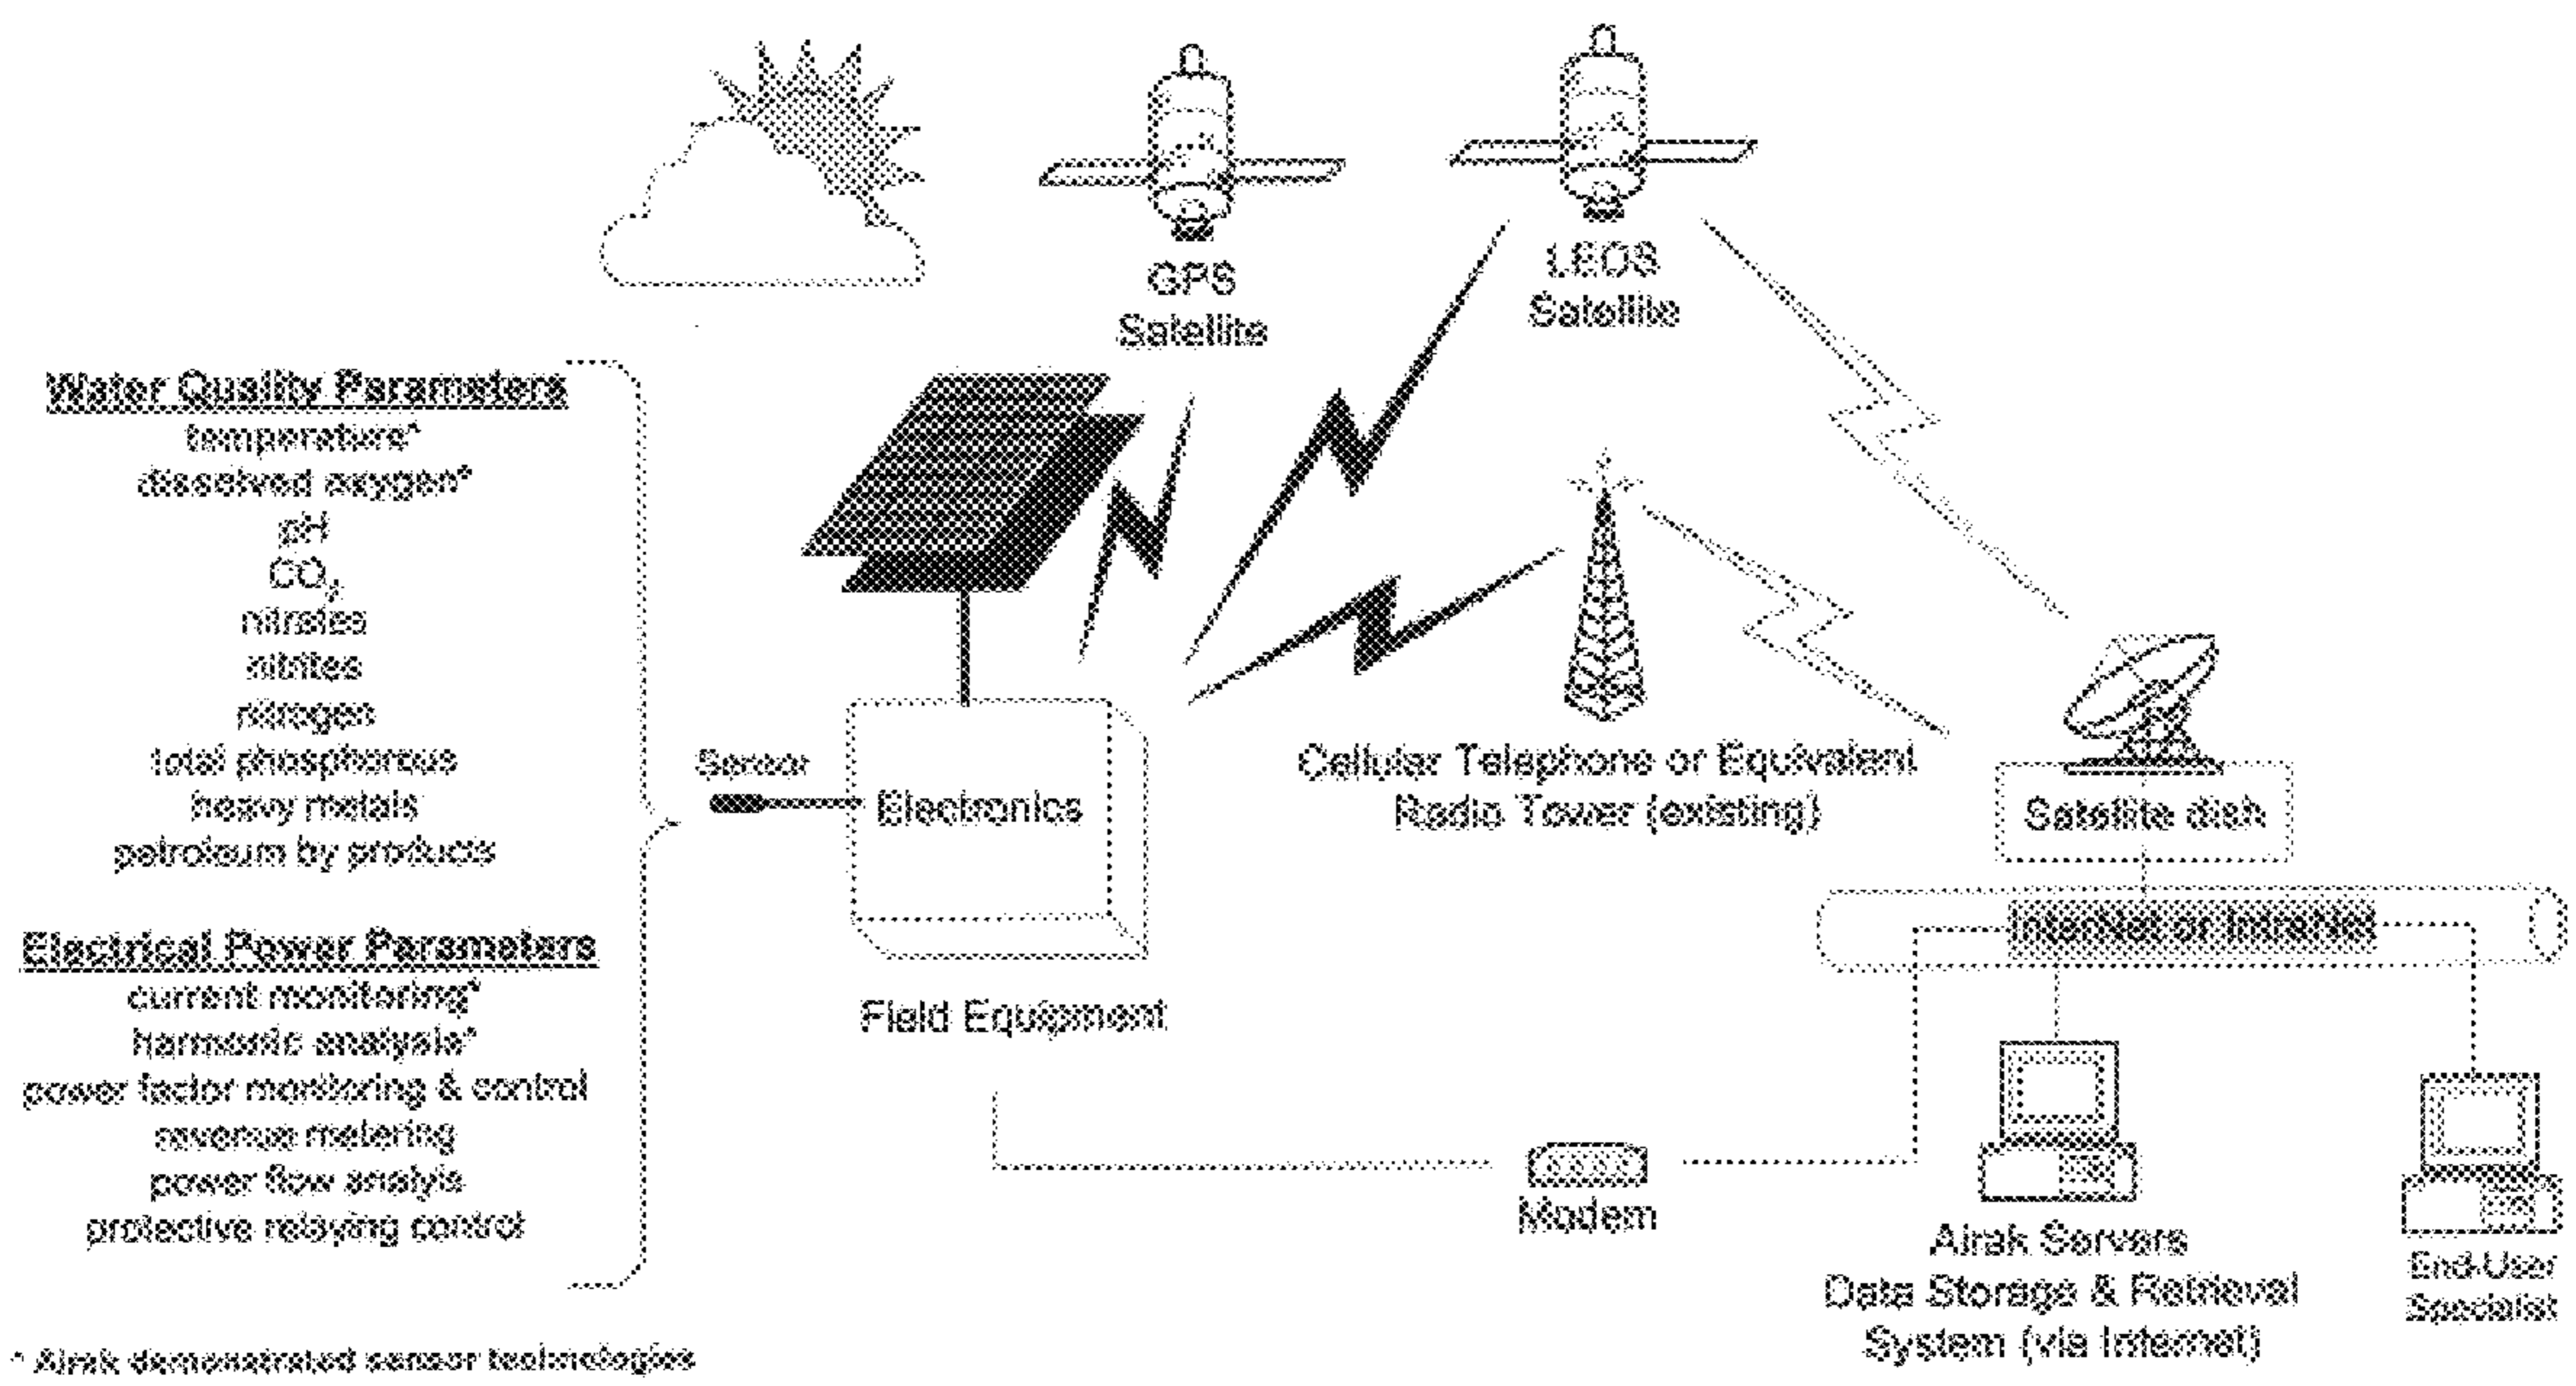 GPS
Satellite
LEOS
Satellite
Water Quality Parameters
temperature*
dissolved oxygen*
pH
CO2
nitrates
nitrites
nitrogen
total phosphorous
heavy metals
petroleum by products
Electrical Power Parameters
current monitoring*
harmonic analysis*
power factor monitoring & control
revenue metering
power flow analyis
protective relaying control
* Airak demonstrated sensor technologies
Sensor
Electronics
Field Equipment
Cellular Telephone or Equivalent
Radio Tower (existing)
Satellite dish
InterNet or IntraNet
Modem
Airak Servers
Data Storage & Retrieval
System (via Internet)
End-User
Specialist